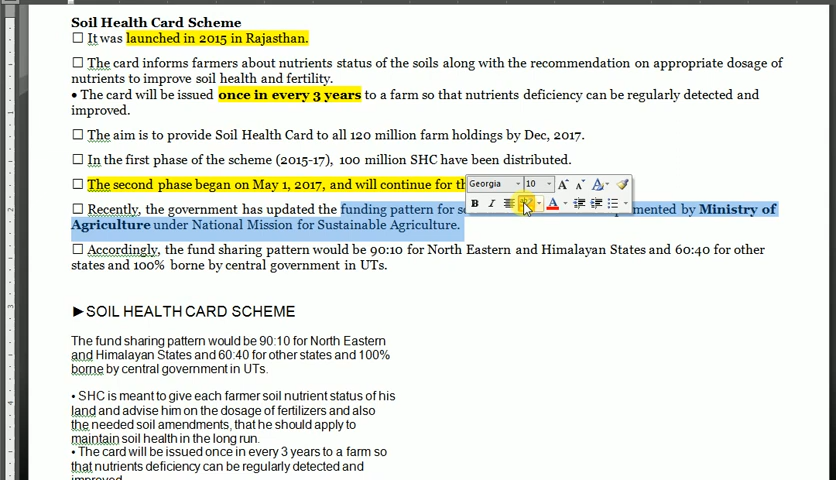 Soil Health Card Scheme
☐ It was launched in 2015 in Rajasthan.
☐ The card informs farmers about nutrients status of the soils along with the recommendation on appropriate dosage of
nutrients to improve soil health and fertility.
• The card will be issued once in every 3 years to a farm so that nutrients deficiency can be regularly detected and
improved.
☐ The aim is to provide Soil Health Card to all 120 million farm holdings by Dec, 2017.
☐ In the first phase of the scheme (2015-17), 100 million SHC have been distributed.
☐ The second phase began on May 1, 2017, and will continue for
Georgia 10
☐ Recently, the government has updated the funding pattern for by Ministry of
Agriculture under National Mission for Sustainable Agriculture.
☐ Accordingly, the fund sharing pattern would be 90:10 for North Eastern and Himalayan States and 60:40 for other
states and 100% borne by central government in UTs.
►SOIL HEALTH CARD SCHEME
The fund sharing pattern would be 90:10 for North Eastern
and Himalayan States and 60:40 for other states and 100%
borne by central government in UTs.
• SHC is meant to give each farmer soil nutrient status of his
land and advise him on the dosage of fertilizers and also
the needed soil amendments, that he should apply to
maintain soil health in the long run.
• The card will be issued once in every 3 years to a farm so
that nutrients deficiency can be regularly detected and